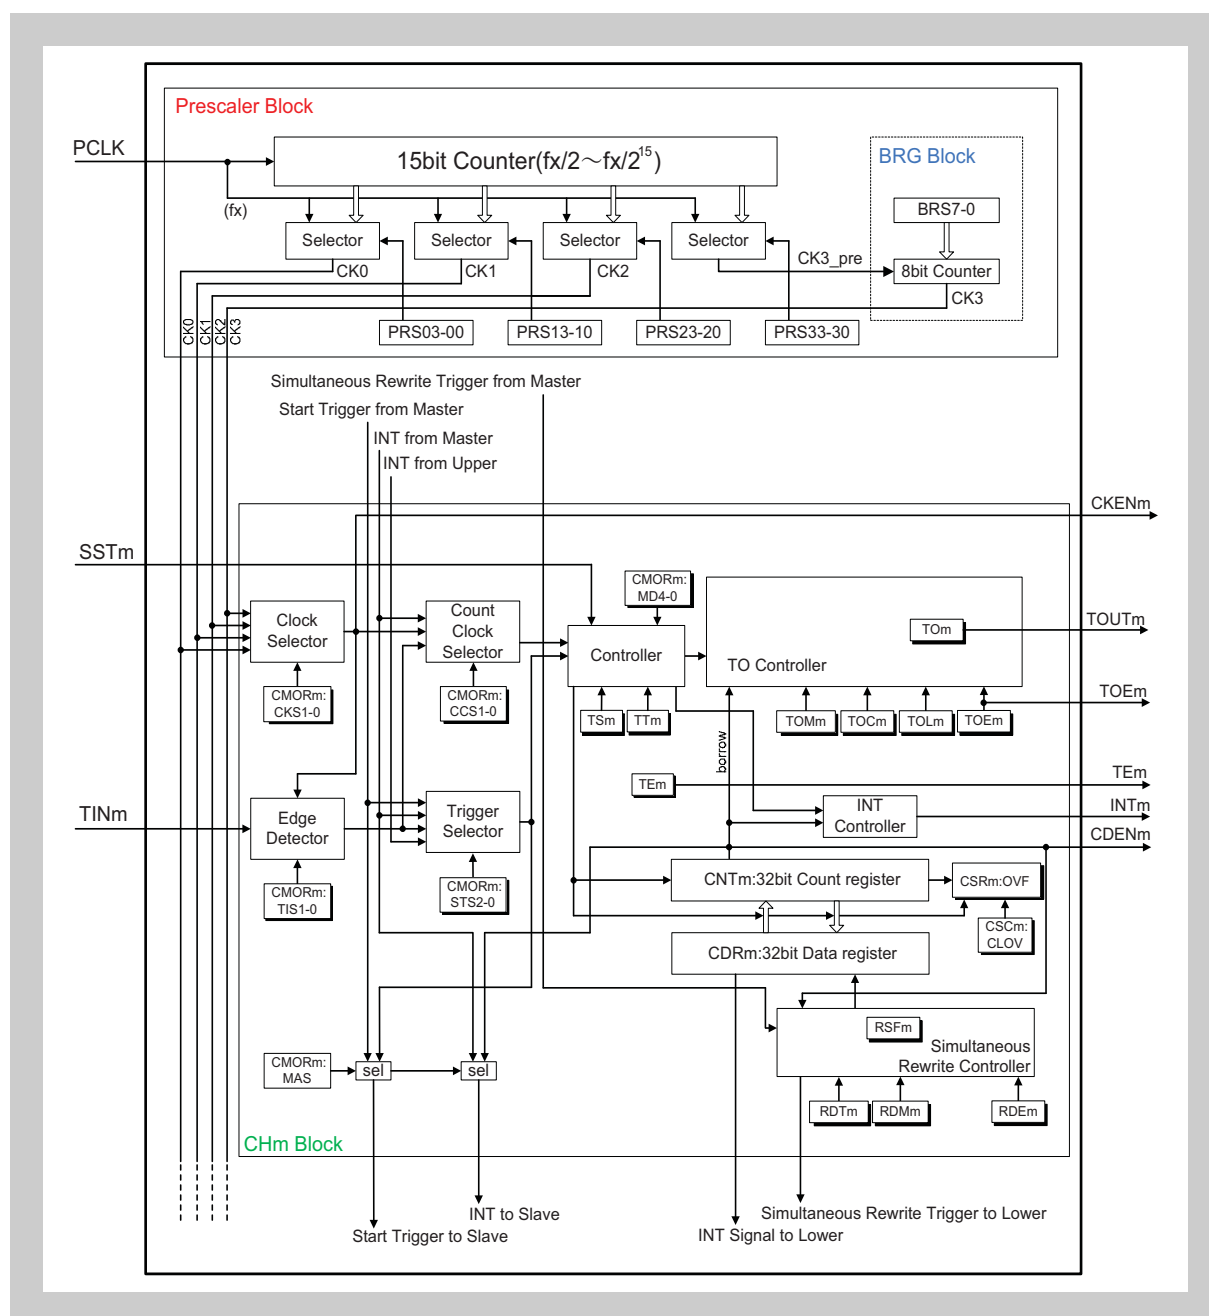 Prescaler Block
PCLK
15bit Counter(fx/2～fx/2^15)
BRG Block
(fx)
BRS7-0
Selector
Selector
Selector
Selector
CK3_pre
8bit Counter
CK0
CK1
CK2
CK3
CK0
CK1
CK2
CK3
PRS03-00
PRS13-10
PRS23-20
PRS33-30
Simultaneous Rewrite Trigger from Master
Start Trigger from Master
INT from Master
INT from Upper
CKENm
SSTm
CMORm:
MD4-0
Clock
Selector
Count
Clock
Selector
Controller
TOm
TOUTm
TO Controller
CMORm:
CKS1-0
CMORm:
CCS1-0
TSm
TTm
TOMm
TOCm
TOLm
TOEm
TOEm
borrow
TEm
TEm
TINm
Edge
Detector
Trigger
Selector
INT
Controller
INTm
CDENm
CMORm:
TIS1-0
CMORm:
STS2-0
CNTm:32bit Count register
CSRm:OVF
CSCm:
CLOV
CDRm:32bit Data register
RSFm
Simultaneous
Rewrite Controller
CMORm:
MAS
sel
sel
RDTm
RDMm
RDEm
CHm Block
INT to Slave
Start Trigger to Slave
Simultaneous Rewrite Trigger to Lower
INT Signal to Lower